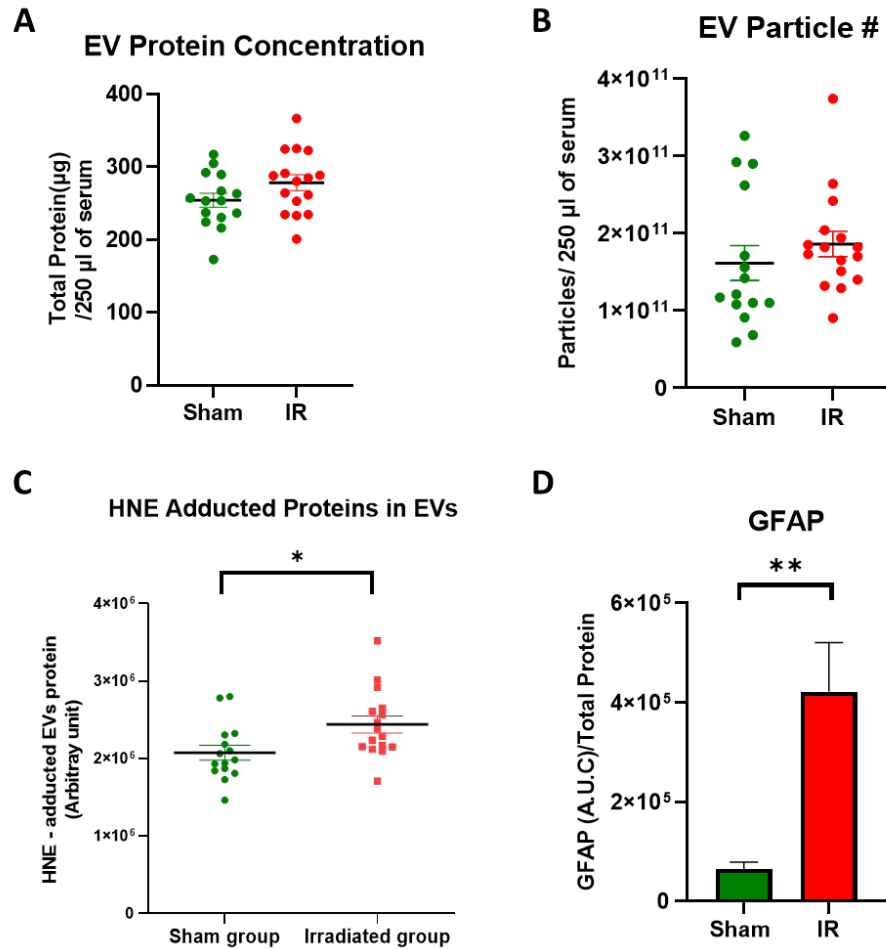 A
EV Protein Concentration
Total Protein(µg)
/250 µl of serum
400
300
200
100
0
Sham
IR
B
EV Particle #
Particles/ 250 µl of serum
4×10¹¹
3×10¹¹
2×10¹¹
1×10¹¹
0
Sham
IR
C
HNE Adducted Proteins in EVs
*
HNE - adducted EVs protein
(Arbitray unit)
4×10⁶
3×10⁶
2×10⁶
1×10⁶
0
Sham group
Irradiated group
D
GFAP
**
GFAP (A.U.C)/Total Protein
6×10⁵
4×10⁵
2×10⁵
0
Sham
IR